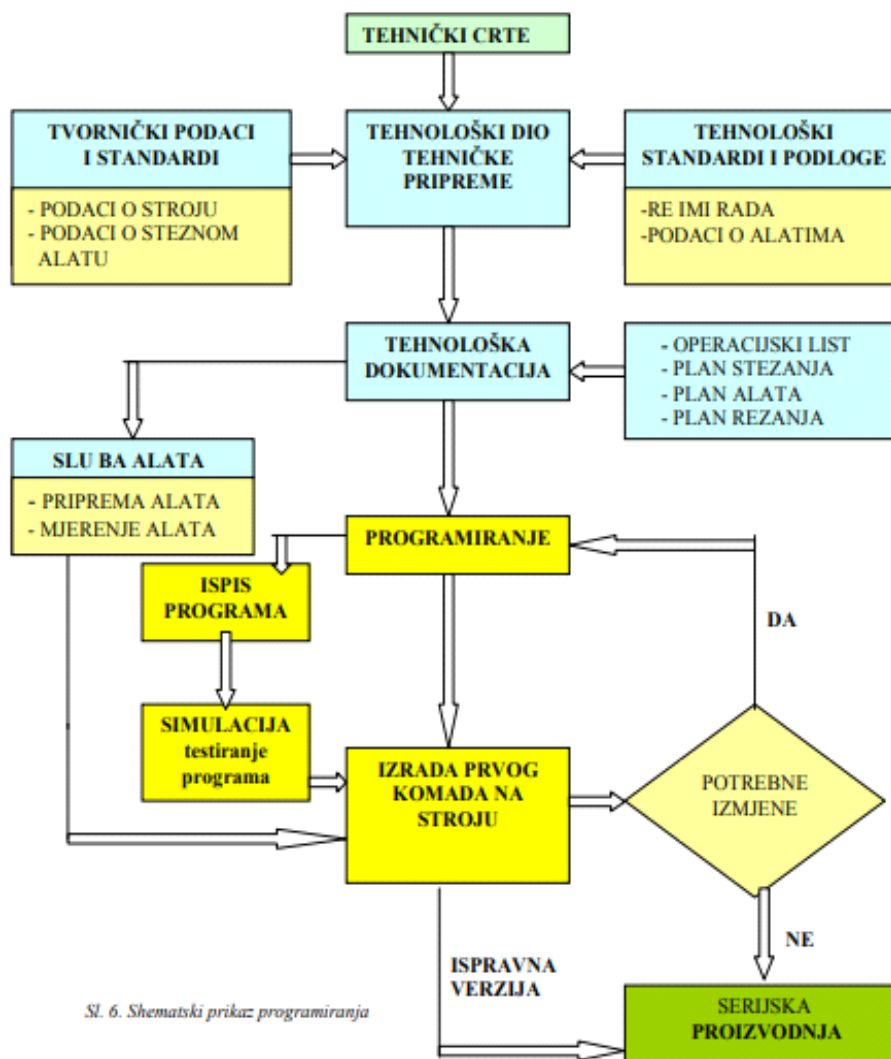 TEHNIČKI CRTE
TVORNIČKI PODACI
I STANDARDI
- PODACI O STROJU
- PODACI O STEZNOM
ALATU
TEHNOLOŠKI DIO
TEHNIČKE
PRIPREME
TEHNOLOŠKI
STANDARDI I PODLOGE
-RE IMI RADA
-PODACI O ALATIMA
TEHNOLOŠKA
DOKUMENTACIJA
- OPERACIJSKI LIST
- PLAN STEZANJA
- PLAN ALATA
- PLAN REZANJA
SLU BA ALATA
- PRIPREMA ALATA
- MJERENJE ALATA
PROGRAMIRANJE
ISPIS
PROGRAMA
DA
SIMULACIJA
testiranje
programa
IZRADA PRVOG
KOMADA NA
STROJU
POTREBNE
IZMJENE
NE
ISPRAVNA
VERZIJA
SERIJSKA
PROIZVODNJA
Sl. 6. Shematski prikaz programiranja